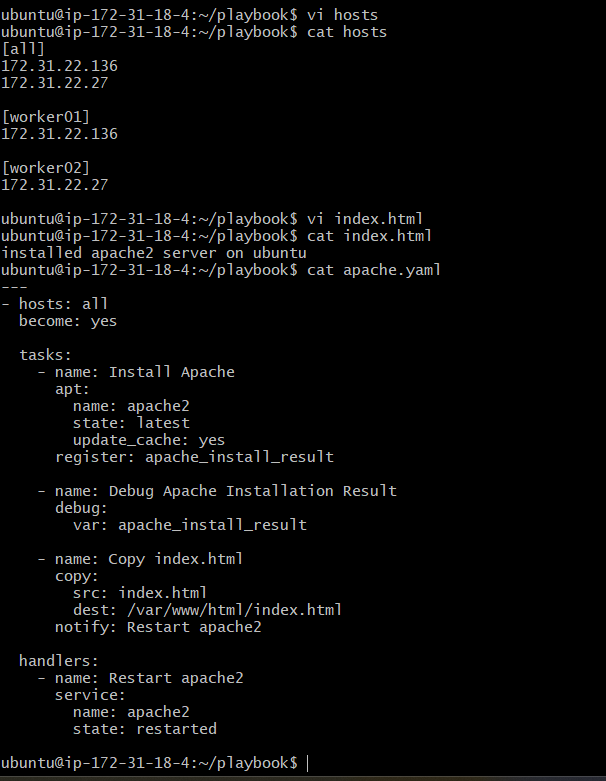 ubuntu@ip-172-31-18-4:~/playbook$ vi hosts
ubuntu@ip-172-31-18-4:~/playbook$ cat hosts
[all]
172.31.22.136
172.31.22.27

[worker01]
172.31.22.136

[worker02]
172.31.22.27

ubuntu@ip-172-31-18-4:~/playbook$ vi index.html
ubuntu@ip-172-31-18-4:~/playbook$ cat index.html
installed apache2 server on ubuntu
ubuntu@ip-172-31-18-4:~/playbook$ cat apache.yaml
---
- hosts: all
  become: yes

  tasks:
    - name: Install Apache
      apt:
        name: apache2
        state: latest
        update_cache: yes
      register: apache_install_result

    - name: Debug Apache Installation Result
      debug:
        var: apache_install_result

    - name: Copy index.html
      copy:
        src: index.html
        dest: /var/www/html/index.html
      notify: Restart apache2

  handlers:
    - name: Restart apache2
      service:
        name: apache2
        state: restarted

ubuntu@ip-172-31-18-4:~/playbook$